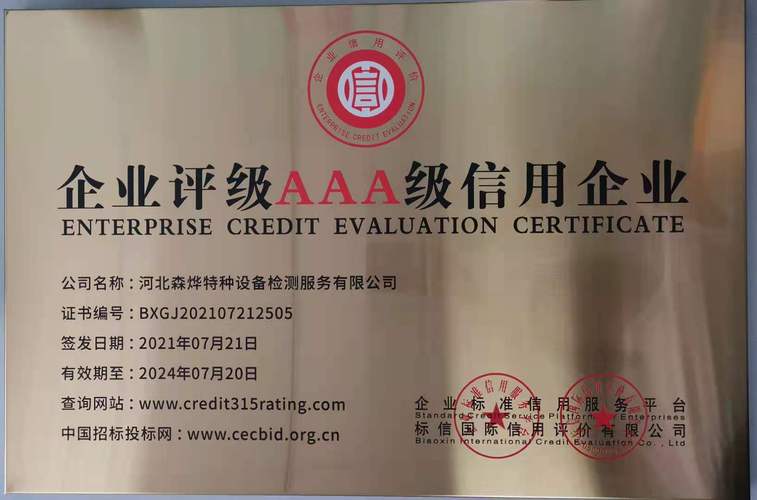 企业信用评价
信
ENTERPRISE CREDIT EVALUATION
企业评级AAA级信用企业
ENTERPRISE CREDIT EVALUATION CERTIFICATE
公司名称：河北森烨特种设备检测服务有限公司
证书编号：BXGJ202107212505
签发日期：2021年07月21日
有效期至：2024年07月20日
查询网站：www.credit315rating.com
中国招标投标网：www.cecbid.org.cn
企业标准信用服务平台
Standard Credit Service Platform for Enterprises
标信国际信用评价有限公司
Biaoxin International Credit Evaluation Co., Ltd